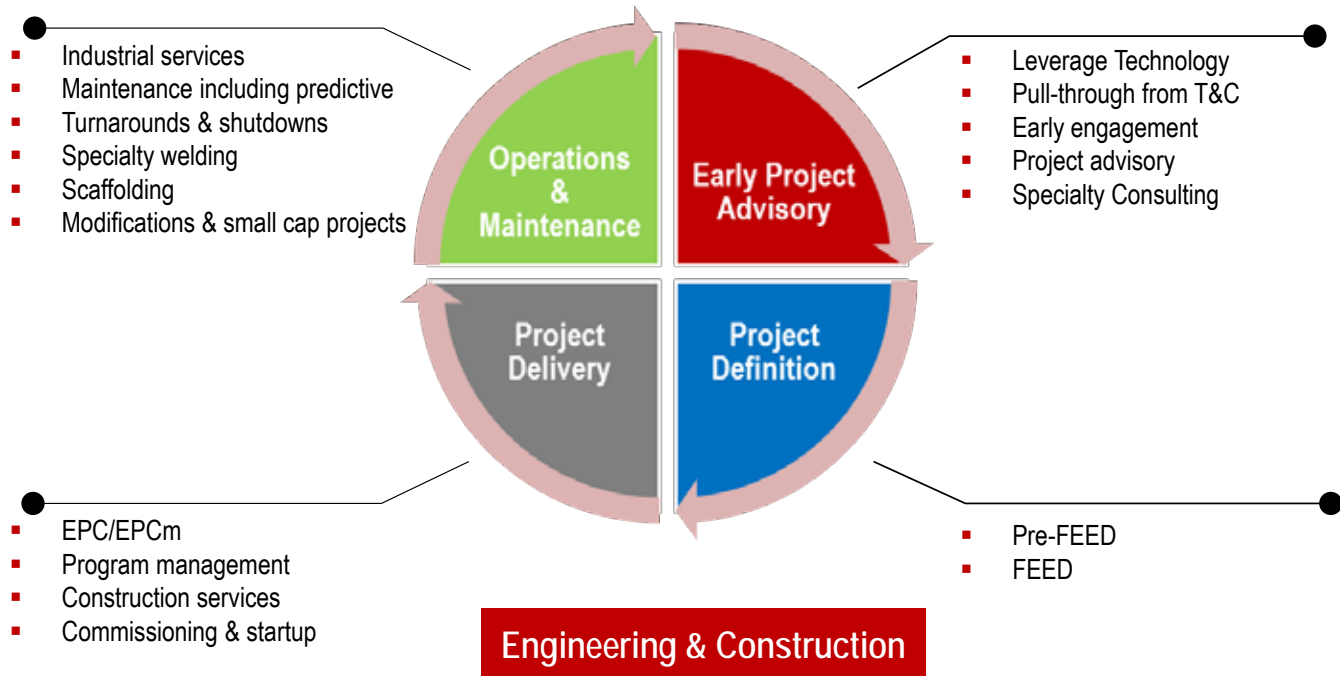 Industrial services
Maintenance including predictive
Turnarounds & shutdowns
Specialty welding
Scaffolding
Modifications & small cap projects
Operations
&
Maintenance
Early Project
Advisory
Leverage Technology
Pull-through from T&C
Early engagement
Project advisory
Specialty Consulting
Project
Delivery
Project
Definition
EPC/EPCm
Program management
Construction services
Commissioning & startup
Pre-FEED
FEED
Engineering & Construction